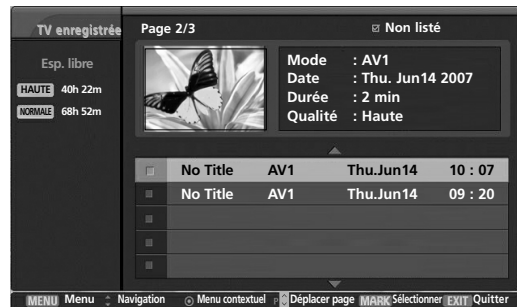 TV enregistrée
Page 2/3
Non listé
Esp. libre
HAUTE 40h 22m
NORMALE 68h 52m
Mode : AV1
Date : Thu. Jun14 2007
Durée : 2 min
Qualité : Haute
No Title AV1 Thu.Jun14 10 : 07
No Title AV1 Thu.Jun14 09 : 20
MENU Menu Navigation Menu contextuel P Déplacer page MARK Sélectionner EXIT Quitter